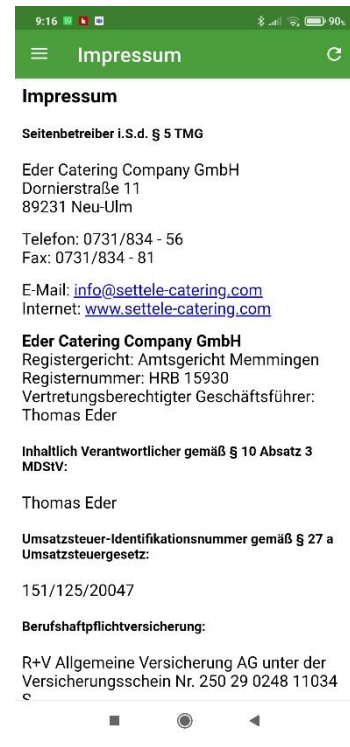 9:16
90%
Impressum
Impressum
Seitenbetreiber i.S.d. § 5 TMG
Eder Catering Company GmbH
Dornierstraße 11
89231 Neu-Ulm
Telefon: 0731/834 - 56
Fax: 0731/834 - 81
E-Mail: info@settele-catering.com
Internet: www.settele-catering.com
Eder Catering Company GmbH
Registergericht: Amtsgericht Memmingen
Registernummer: HRB 15930
Vertretungsberechtigter Geschäftsführer:
Thomas Eder
Inhaltlich Verantwortlicher gemäß § 10 Absatz 3
MDStV:
Thomas Eder
Umsatzsteuer-Identifikationsnummer gemäß § 27 a
Umsatzsteuergesetz:
151/125/20047
Berufshaftpflichtversicherung:
R+V Allgemeine Versicherung AG unter der
Versicherungsschein Nr. 250 29 0248 11034